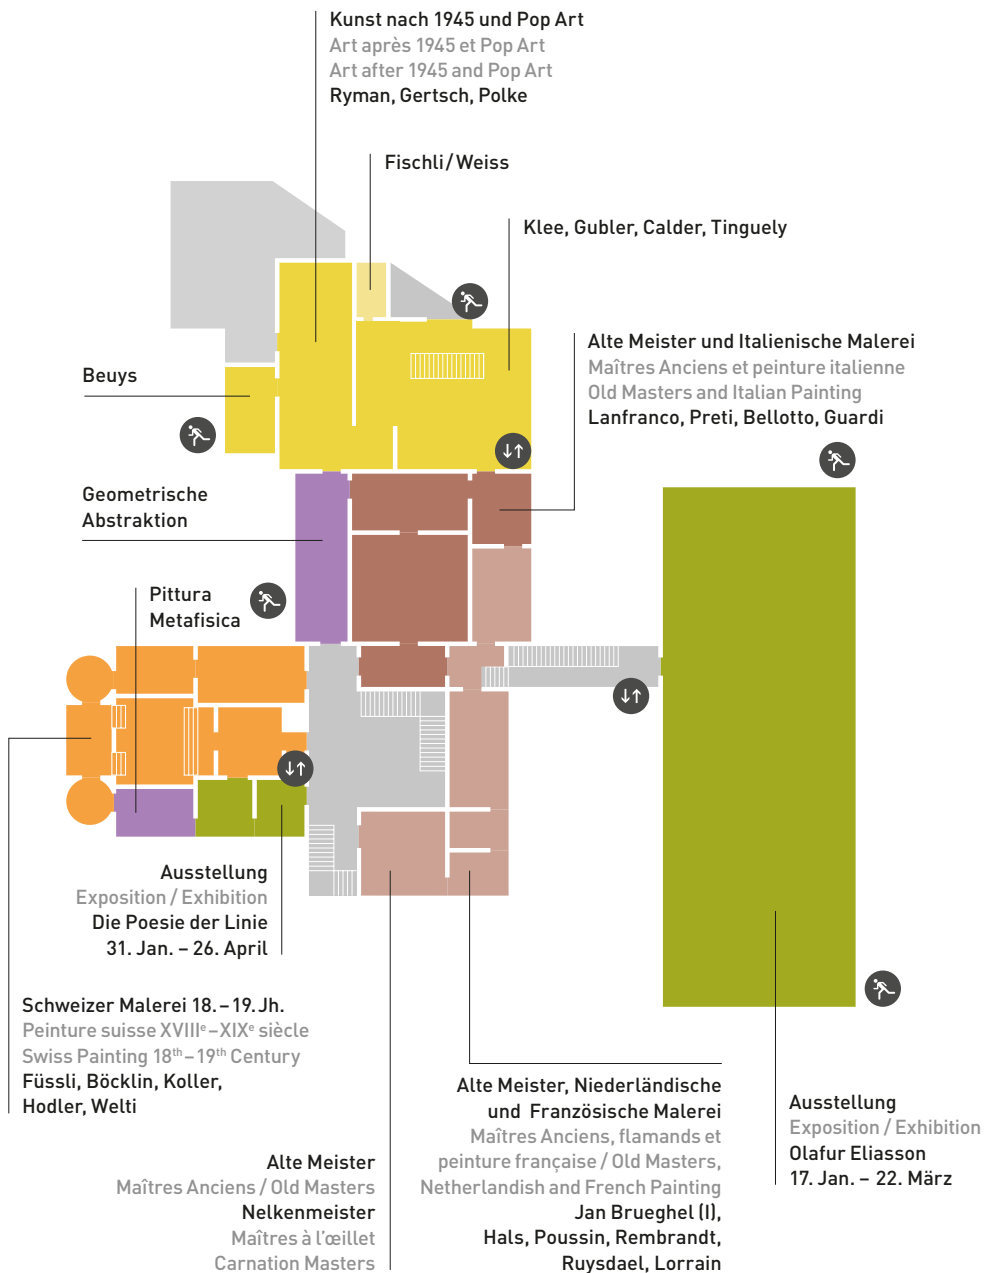 Kunst nach 1945 und Pop Art
Art après 1945 et Pop Art
Art after 1945 and Pop Art
Ryman, Gertsch, Polke
Fischli / Weiss
Klee, Gubler, Calder, Tinguely
Alte Meister und Italienische Malerei
Maîtres Anciens et peinture italienne
Old Masters and Italian Painting
Lanfranco, Preti, Bellotto, Guardi
Beuys
Geometrische
Abstraktion
Pittura
Metafisica
Ausstellung
Exposition / Exhibition
Die Poesie der Linie
31. Jan. – 26. April
Schweizer Malerei 18. – 19. Jh.
Peinture suisse XVIIIe – XIXe siècle
Swiss Painting 18th – 19th Century
Füssli, Böcklin, Koller,
Hodler, Welti
Alte Meister
Maîtres Anciens / Old Masters
Nelkenmeister
Maîtres à l'œillet
Carnation Masters
Alte Meister, Niederländische
und Französische Malerei
Maîtres Anciens, flamands et
peinture française / Old Masters,
Netherlandish and French Painting
Jan Brueghel (I),
Hals, Poussin, Rembrandt,
Ruysdael, Lorrain
Ausstellung
Exposition / Exhibition
Olafur Eliasson
17. Jan. – 22. März